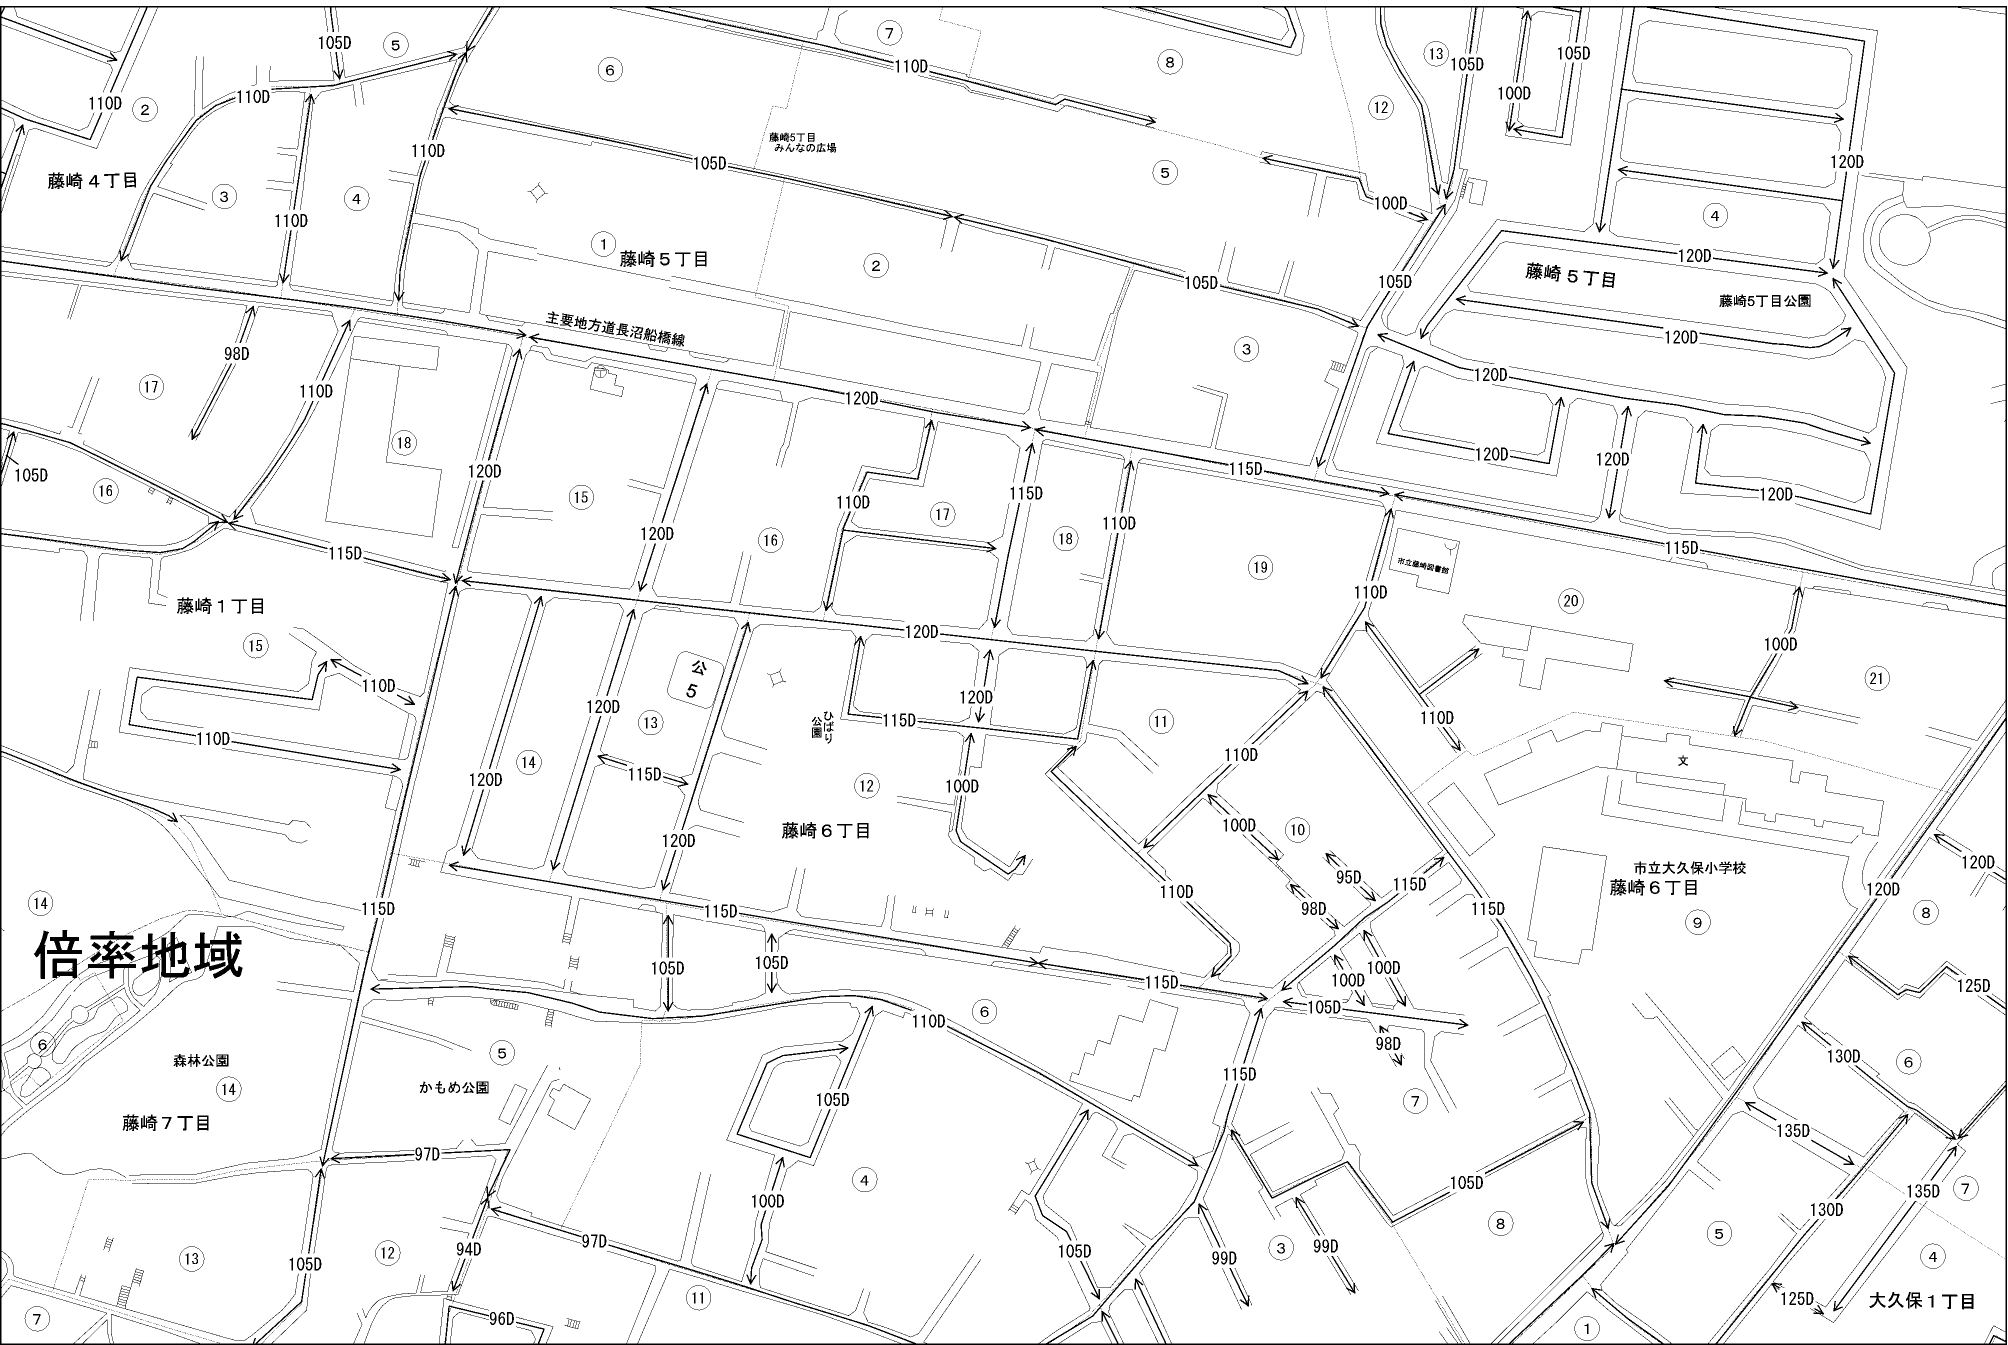 105D
5
7
13
105D
105D
6
110D
8
100D
110D
110D
2
12
藤崎5丁目
みんなの広場
110D
105D
120D
藤崎４丁目
5
3
4
100D
110D
4
1
藤崎５丁目
2
120D
105D
105D
藤崎５丁目
藤崎5丁目公園
主要地方道長沼船橋線
98D
120D
3
17
110D
120D
120D
18
120D
115D
120D
120D
105D
16
15
110D
115D
120D
17
110D
120D
16
18
115D
115D
19
市立藤崎図書館
藤崎１丁目
110D
20
120D
15
100D
公
5
110D
120D
21
120D
13
ひばり
公園
115D
11
110D
110D
14
115D
110D
文
120D
12
100D
100D
10
藤崎６丁目
120D
120D
市立大久保小学校
95D
115D
藤崎６丁目
110D
120D
14
115D
115D
98D
115D
9
8
倍率地域
105D
105D
115D
100D
100D
125D
105D
6
110D
6
98D
130D
森林公園
5
6
115D
かもめ公園
14
105D
7
藤崎７丁目
135D
97D
4
105D
135D
7
100D
130D
8
5
97D
94D
105D
13
12
99D
3
99D
4
105D
11
125D
大久保１丁目
7
96D
1